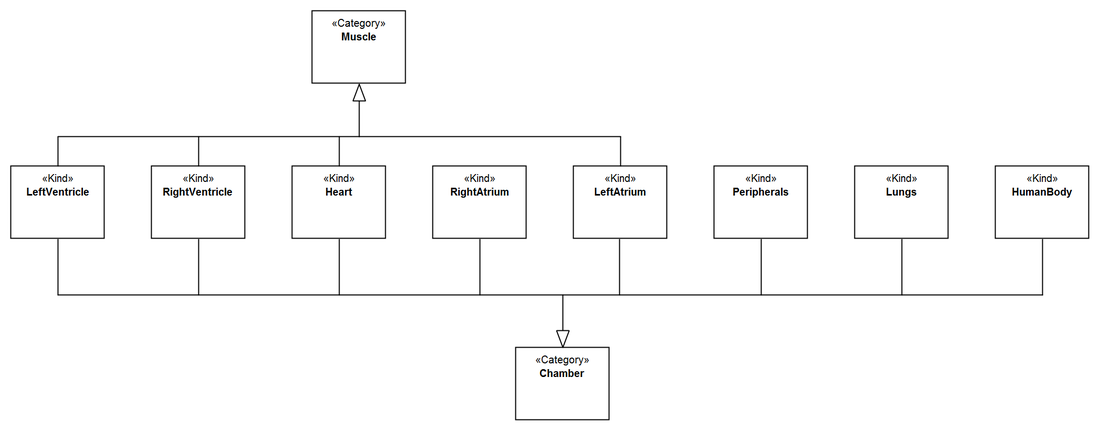 «Category»
Muscle
«Kind»
LeftVentricle
«Kind»
RightVentricle
«Kind»
Heart
«Kind»
RightAtrium
«Kind»
LeftAtrium
«Kind»
Peripherals
«Kind»
Lungs
«Kind»
HumanBody
«Category»
Chamber